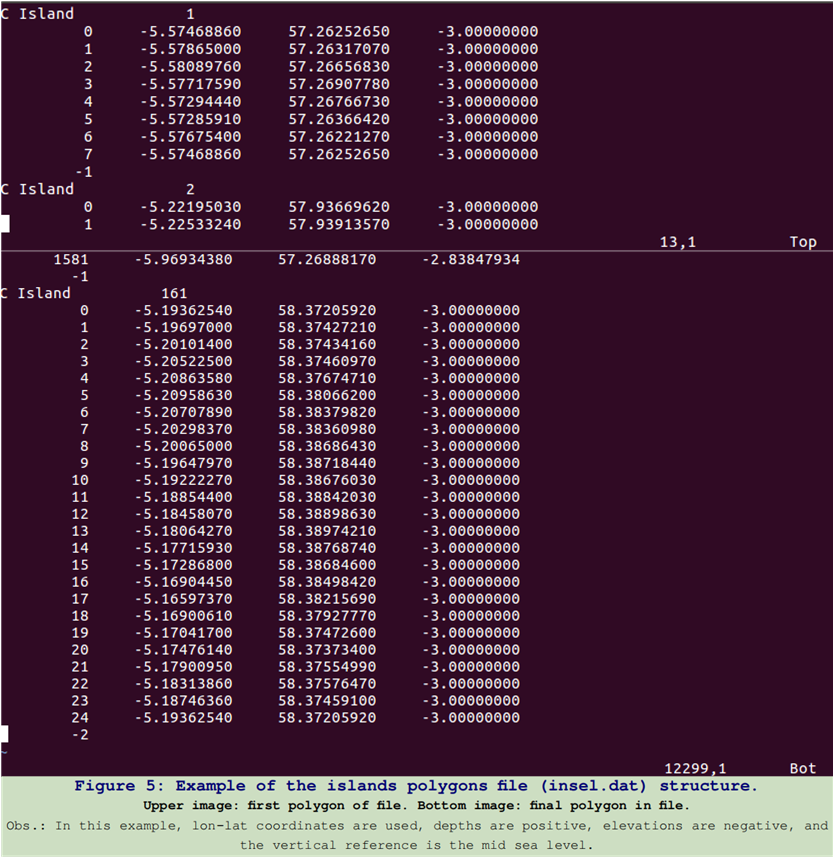 C Island 1
0 -5.57468860 57.26252650 -3.00000000
1 -5.57865000 57.26317070 -3.00000000
2 -5.58089760 57.26656830 -3.00000000
3 -5.57717590 57.26907780 -3.00000000
4 -5.57294440 57.26766730 -3.00000000
5 -5.57285910 57.26366420 -3.00000000
6 -5.57675400 57.26221270 -3.00000000
7 -5.57468860 57.26252650 -3.00000000
-1
C Island 2
0 -5.22195030 57.93669620 -3.00000000
1 -5.22533240 57.93913570 -3.00000000
13,1 Top
1581 -5.96934380 57.26888170 -2.83847934
-1
C Island 161
0 -5.19362540 58.37205920 -3.00000000
1 -5.19697000 58.37427210 -3.00000000
2 -5.20101400 58.37434160 -3.00000000
3 -5.20522500 58.37460970 -3.00000000
4 -5.20863580 58.37674710 -3.00000000
5 -5.20958630 58.38066200 -3.00000000
6 -5.20707890 58.38379820 -3.00000000
7 -5.20298370 58.38360980 -3.00000000
8 -5.20065000 58.38686430 -3.00000000
9 -5.19647970 58.38718440 -3.00000000
10 -5.19222270 58.38676030 -3.00000000
11 -5.18854400 58.38842030 -3.00000000
12 -5.18458070 58.38898630 -3.00000000
13 -5.18064270 58.38974210 -3.00000000
14 -5.17715930 58.38768740 -3.00000000
15 -5.17286800 58.38684600 -3.00000000
16 -5.16904450 58.38498420 -3.00000000
17 -5.16597370 58.38215690 -3.00000000
18 -5.16900610 58.37927770 -3.00000000
19 -5.17041700 58.37472600 -3.00000000
20 -5.17476140 58.37373400 -3.00000000
21 -5.17900950 58.37554990 -3.00000000
22 -5.18313860 58.37576470 -3.00000000
23 -5.18746360 58.37459100 -3.00000000
24 -5.19362540 58.37205920 -3.00000000
-2
~
12299,1 Bot
Figure 5: Example of the islands polygons file (insel.dat) structure.
Upper image: first polygon of file. Bottom image: final polygon in file.
Obs.: In this example, lon-lat coordinates are used, depths are positive, elevations are negative, and
the vertical reference is the mid sea level.